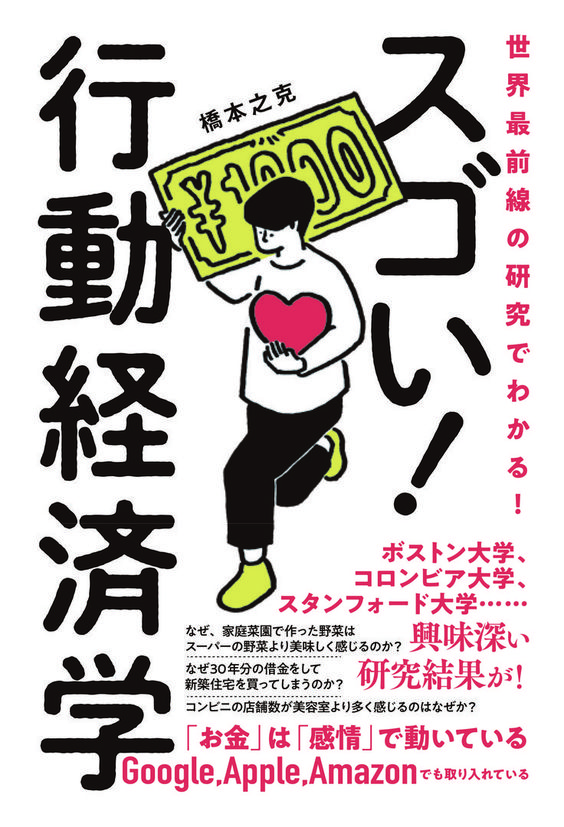 世界最前線の研究でわかる！
スゴい！
行動経済学
橋本之克
¥1000
ボストン大学、
コロンビア大学、
スタンフォード大学……
興味深い
研究結果が！
なぜ、家庭菜園で作った野菜は
スーパーの野菜より美味しく感じるのか？
なぜ30年分の借金をして
新築住宅を買ってしまうのか？
コンビニの店舗数が美容室より多く感じるのはなぜか？
「お金」は「感情」で動いている
Google,Apple,Amazonでも取り入れている